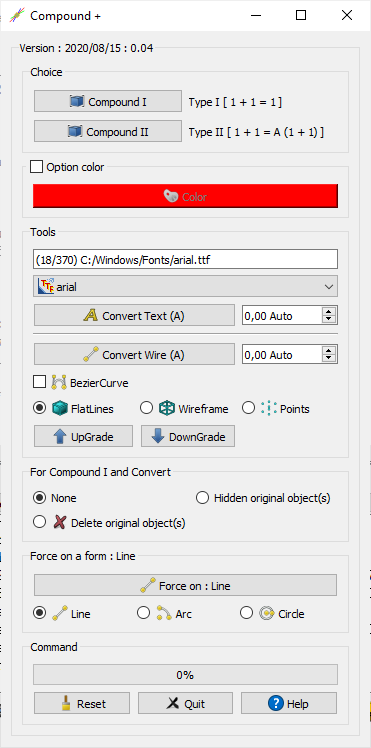 Compound +
Version : 2020/08/15 : 0.04
Choice
Compound I Type I [ 1 + 1 = 1 ]
Compound II Type II [ 1 + 1 = A (1 + 1) ]
Option color
Color
Tools
(18/370) C:/Windows/Fonts/arial.ttf
TTF arial
A Convert Text (A) 0,00 Auto
Convert Wire (A) 0,00 Auto
BezierCurve
FlatLines Wireframe Points
UpGrade DownGrade
For Compound I and Convert
None Hidden original object(s)
Delete original object(s)
Force on a form : Line
Force on : Line
Line Arc Circle
Command
0%
Reset Quit ? Help